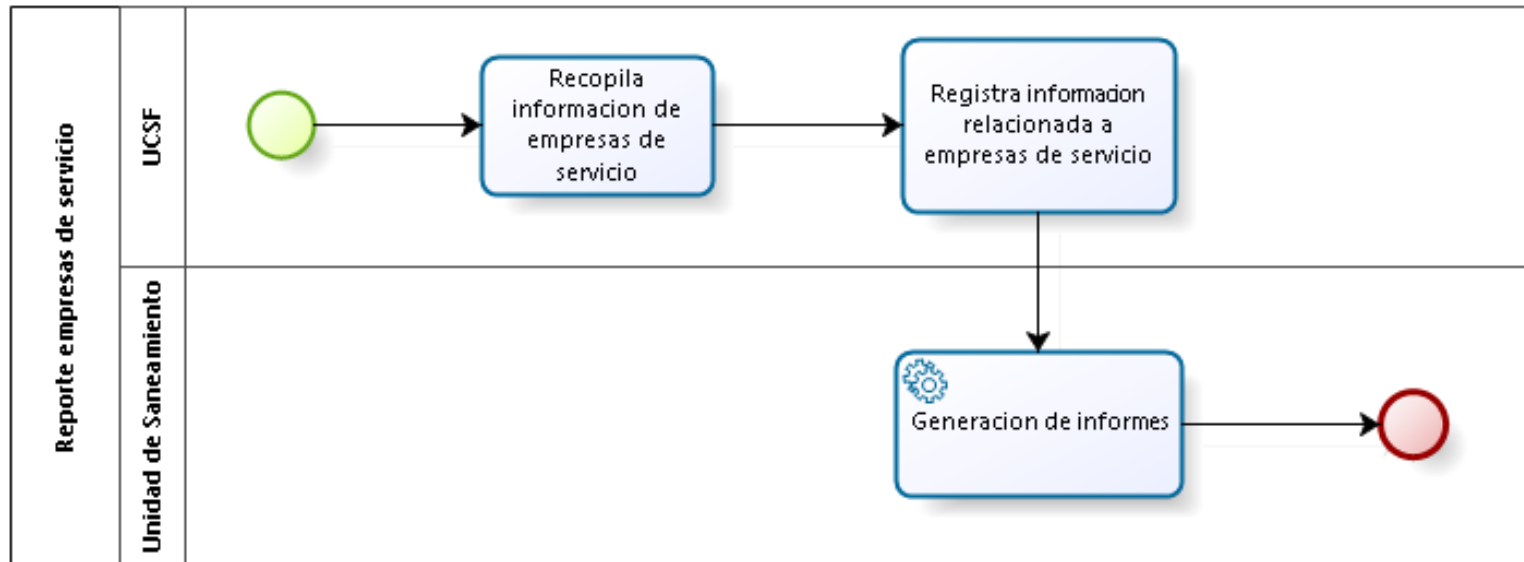 Reporte empresas de servicio
UCSF
Recopila
informacion de
empresas de
servicio
Registra informacion
relacionada a
empresas de servicio
Unidad de Saneamiento
Generacion de informes